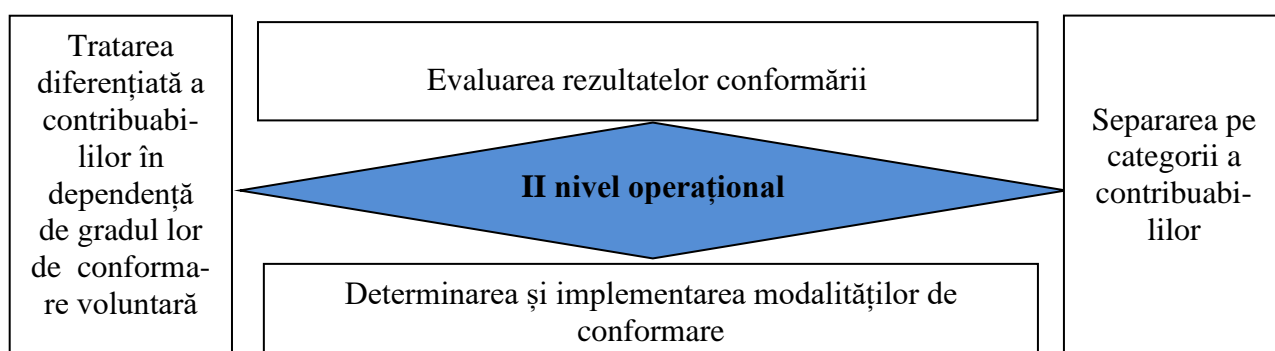 Tratarea
diferențiată a
contribuabi-
lilor în
dependență
de gradul lor
de conforma-
re voluntară
Evaluarea rezultatelor conformării
II nivel operațional
Determinarea și implementarea modalităților de
conformare
Separarea pe
categorii a
contribuabi-
lilor